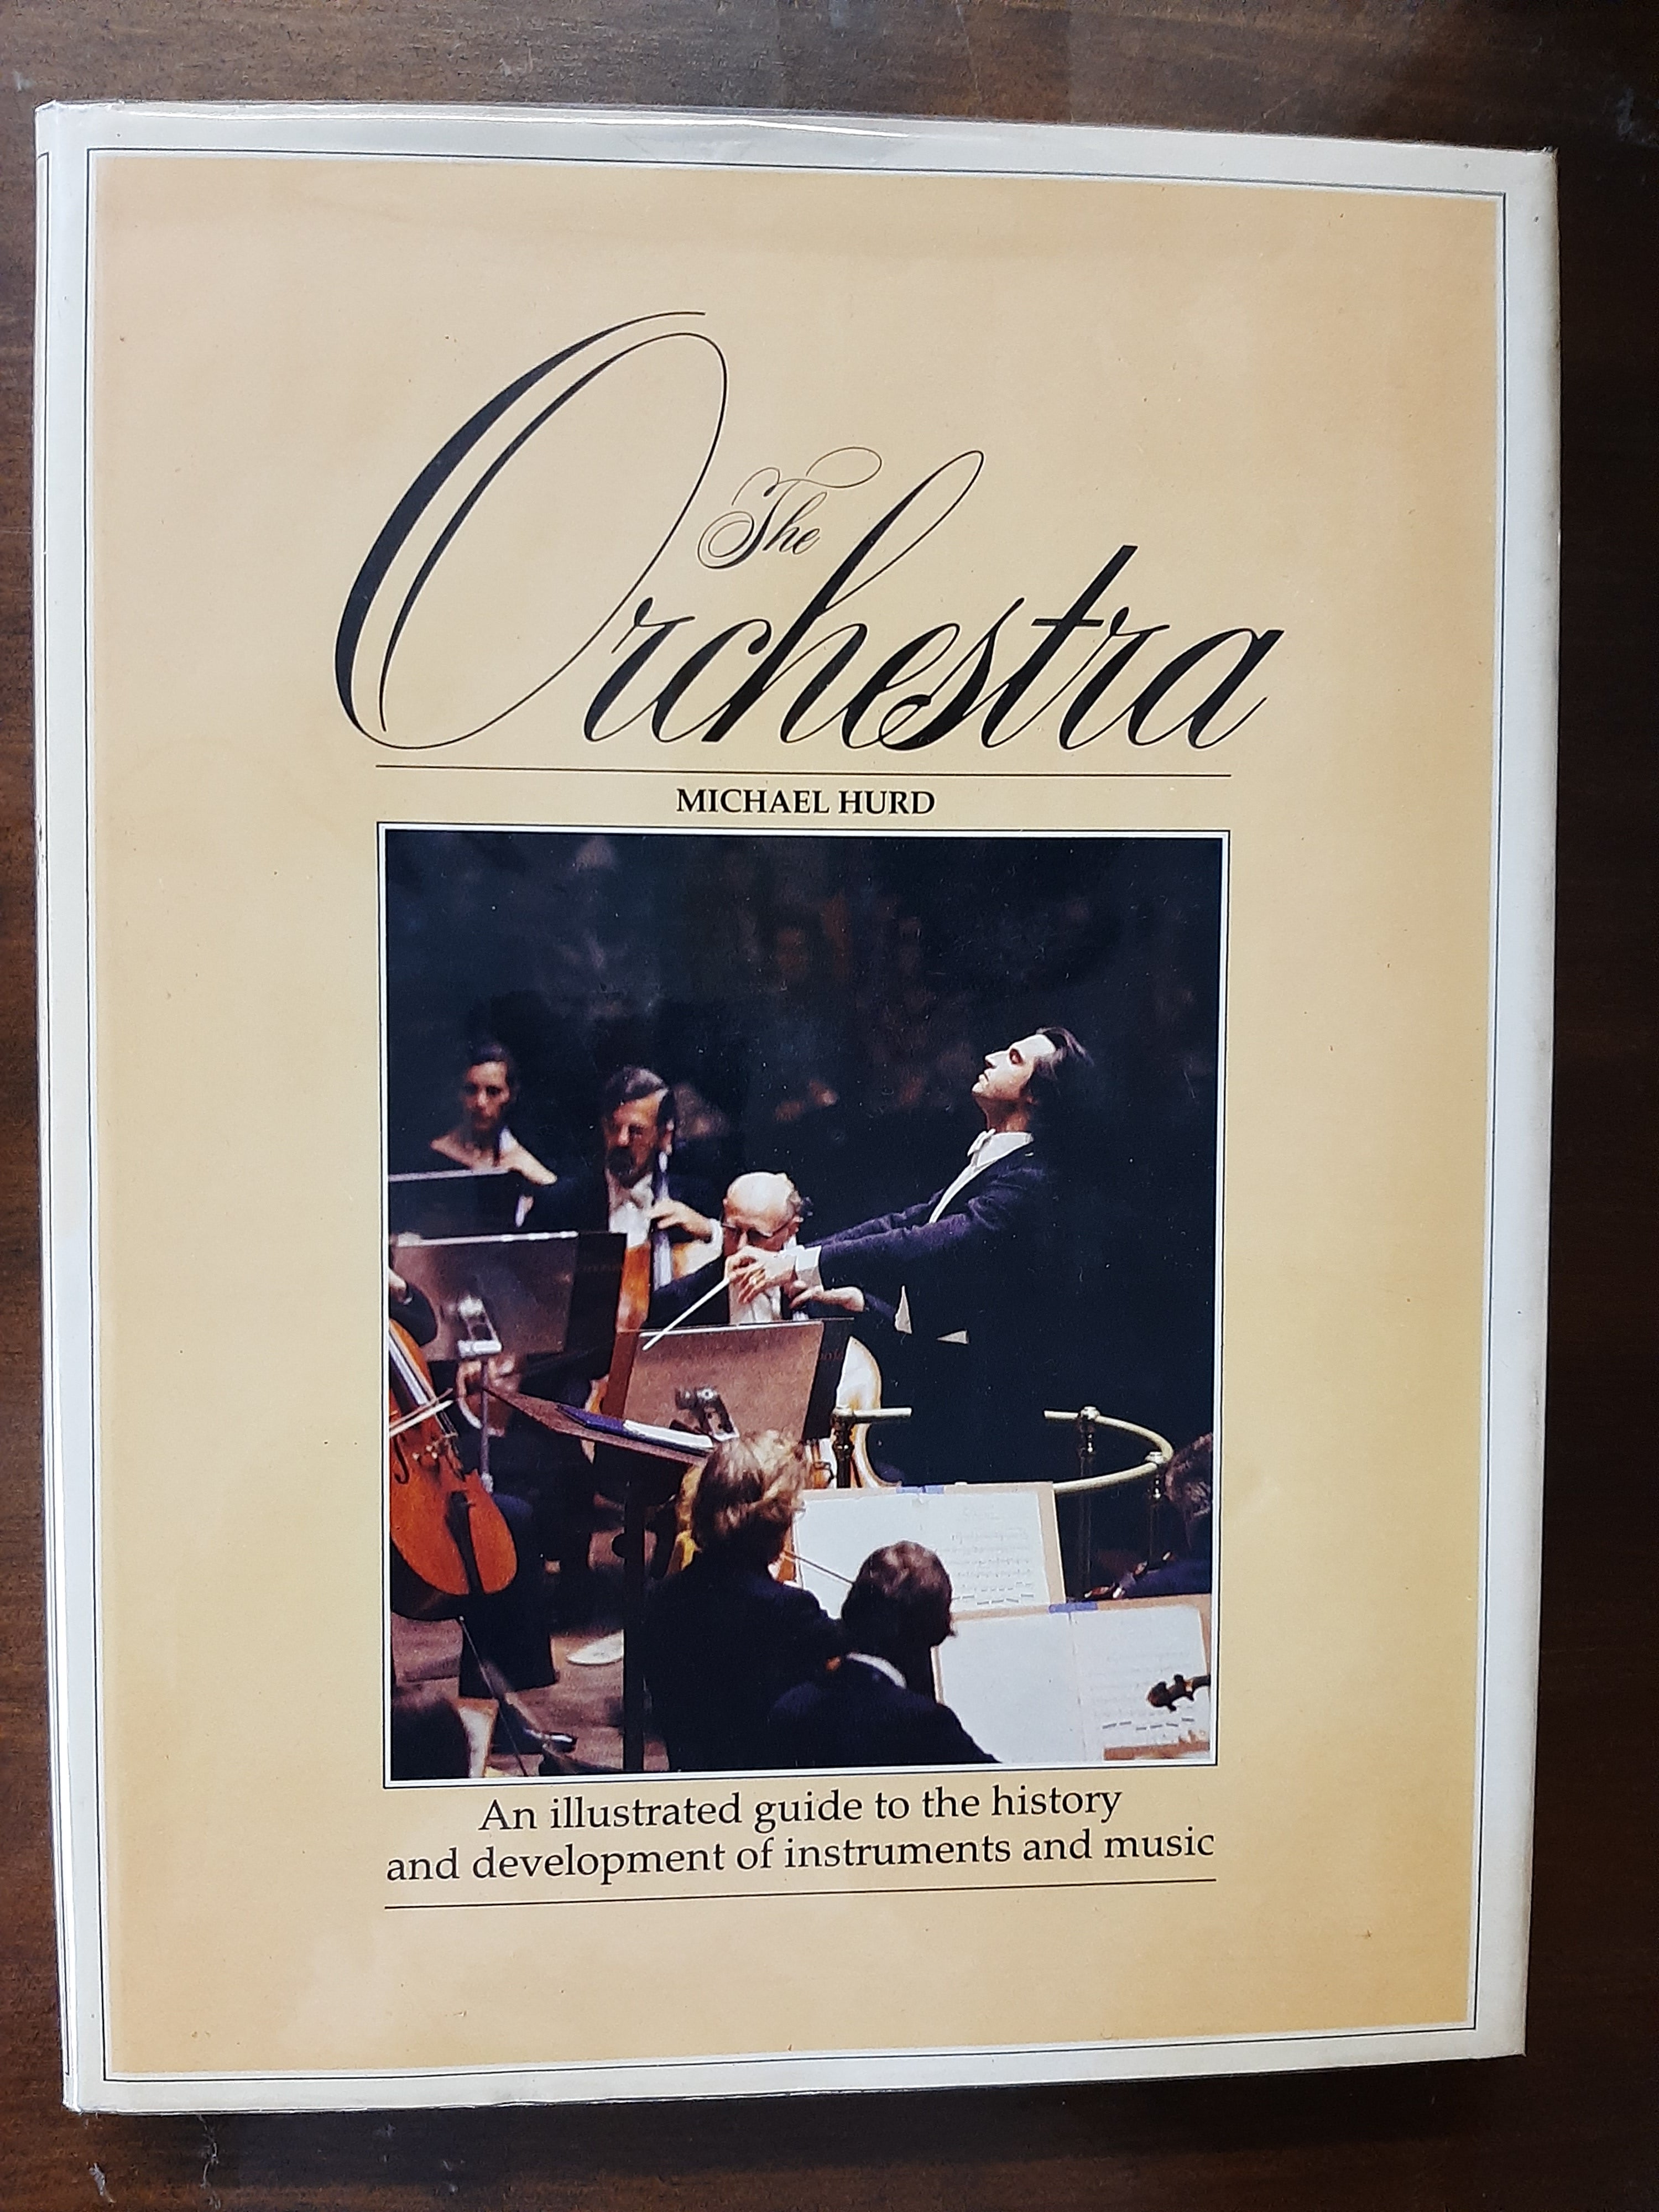 The
Orchestra
MICHAEL HURD
An illustrated guide to the history
and development of instruments and music